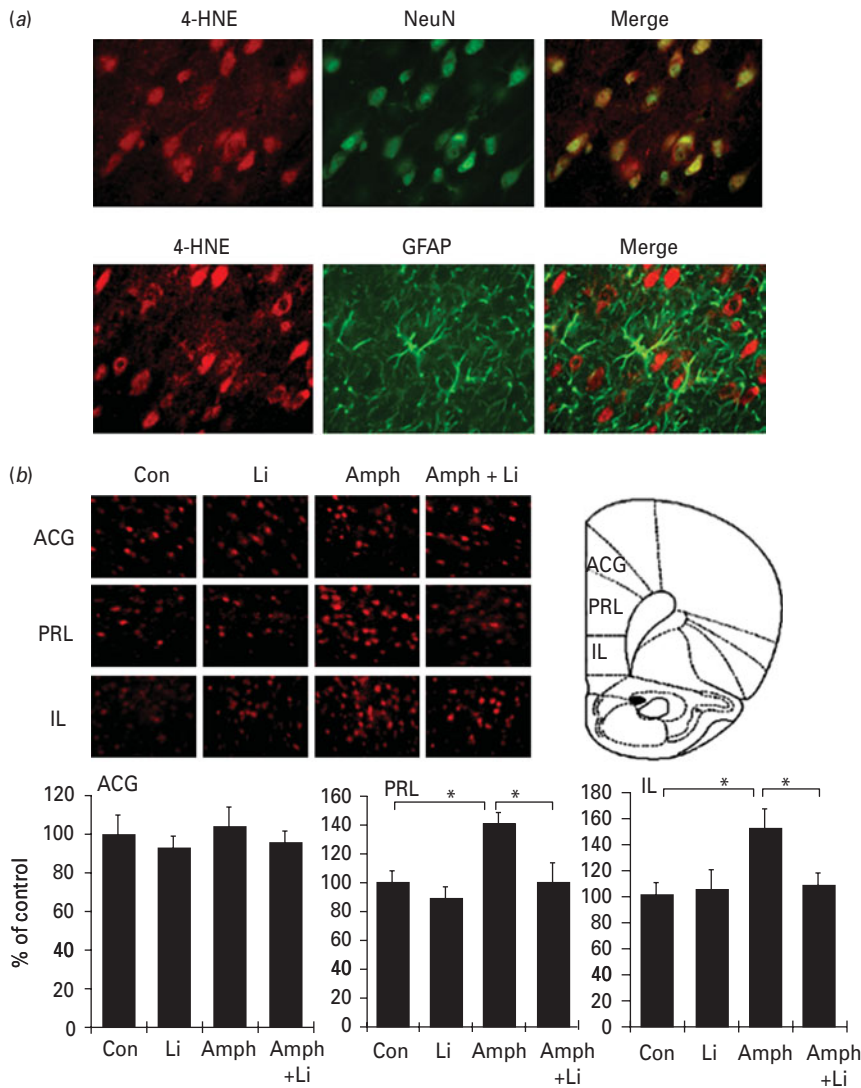 (a)
4-HNE NeuN Merge
4-HNE GFAP Merge
(b)
Con Li Amph Amph + Li
ACG
PRL
IL
ACG
PRL
IL
% of control
ACG
120
100
80
60
40
20
0
Con Li Amph Amph
+Li
PRL
* *
160
140
120
100
80
60
40
20
0
Con Li Amph Amph
+Li
IL
* *
180
160
140
120
100
80
60
40
20
0
Con Li Amph Amph
+Li